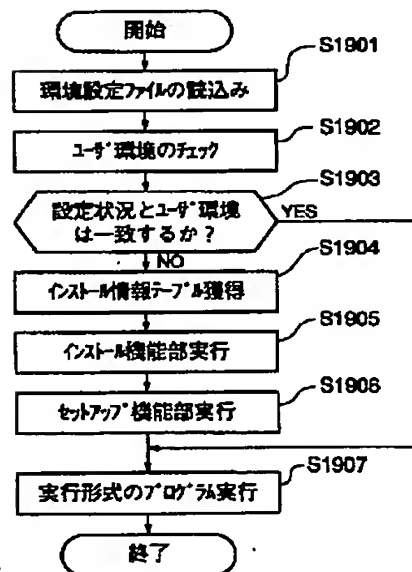 開始
S1901
環境設定ファイルの読込み
S1902
ユーザ環境のチェック
S1903
設定状況とユーザ環境
は一致するか？
YES
NO
S1904
インストール情報テーブル獲得
S1905
インストール機能部実行
S1906
セットアップ機能部実行
S1907
実行形式のプログラム実行
終了